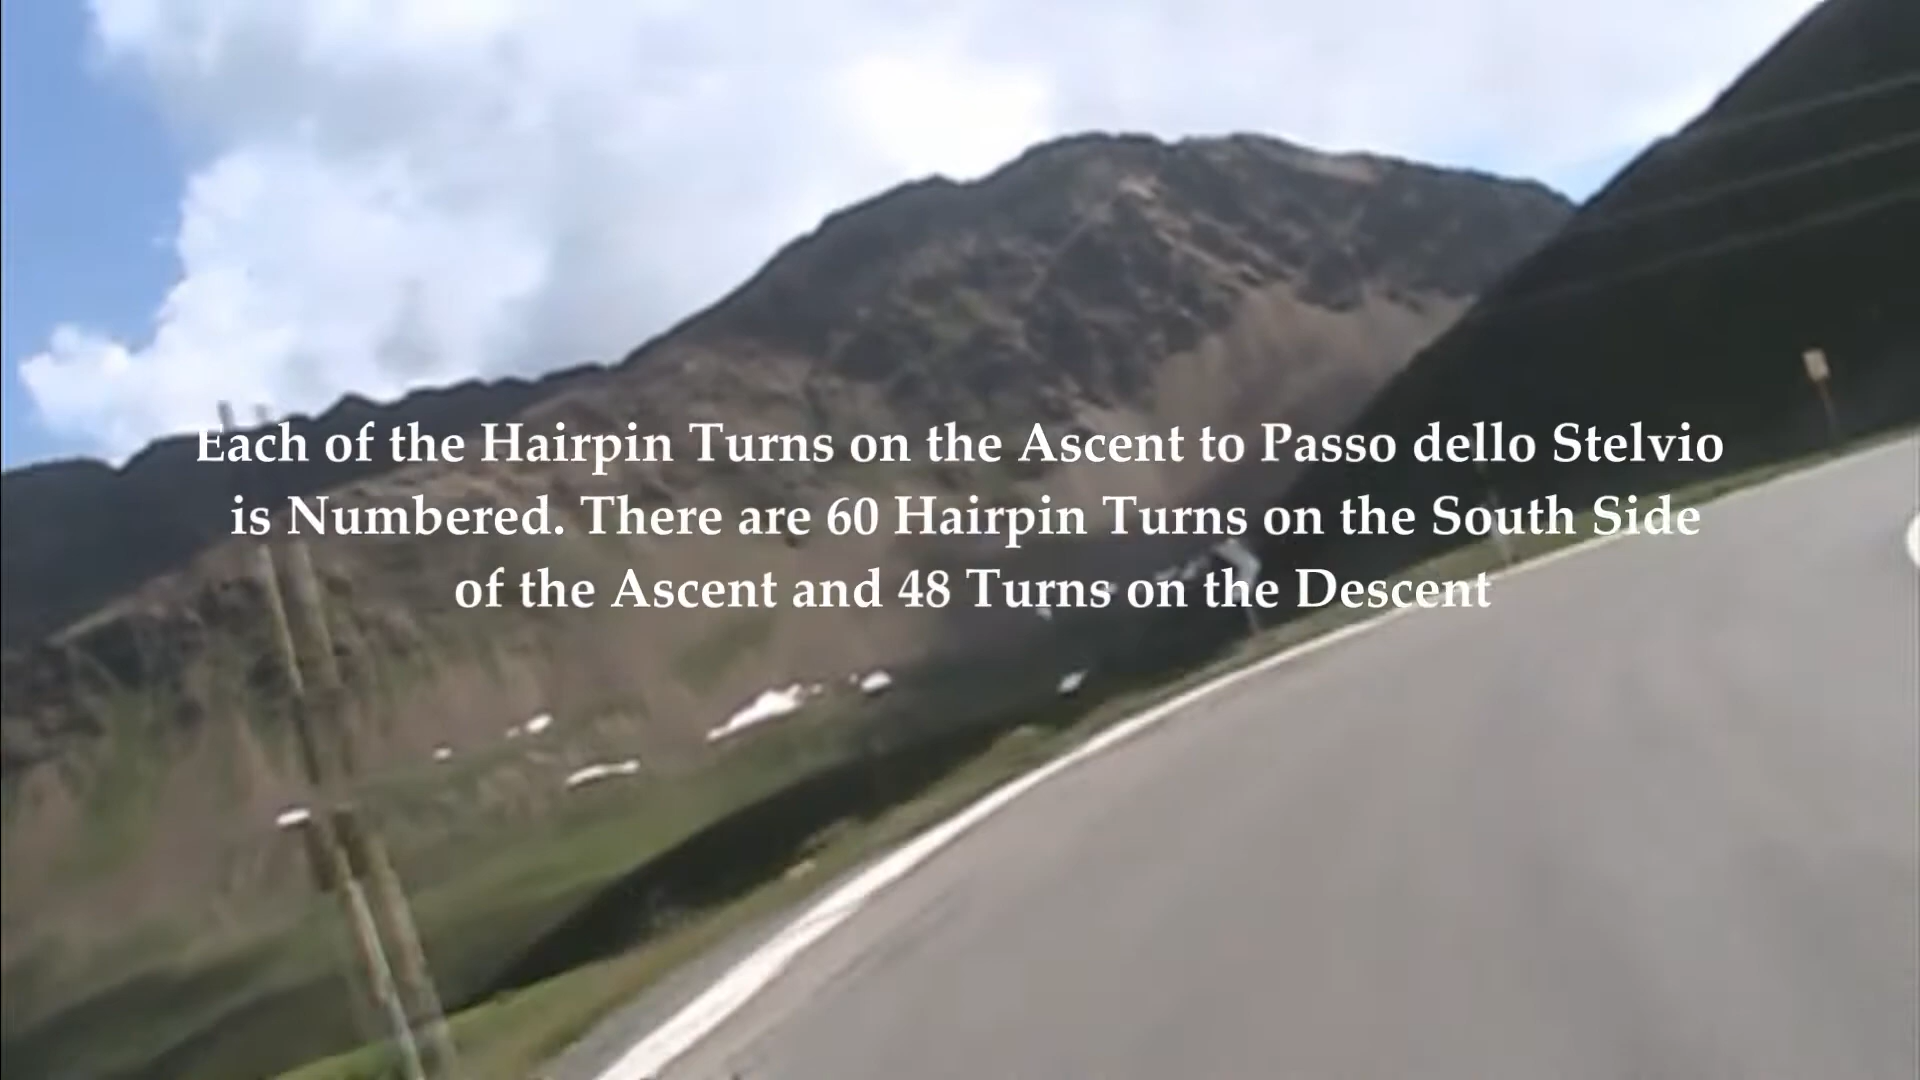 Each of the Hairpin Turns on the Ascent to Passo dello Stelvio
is Numbered. There are 60 Hairpin Turns on the South Side
of the Ascent and 48 Turns on the Descent